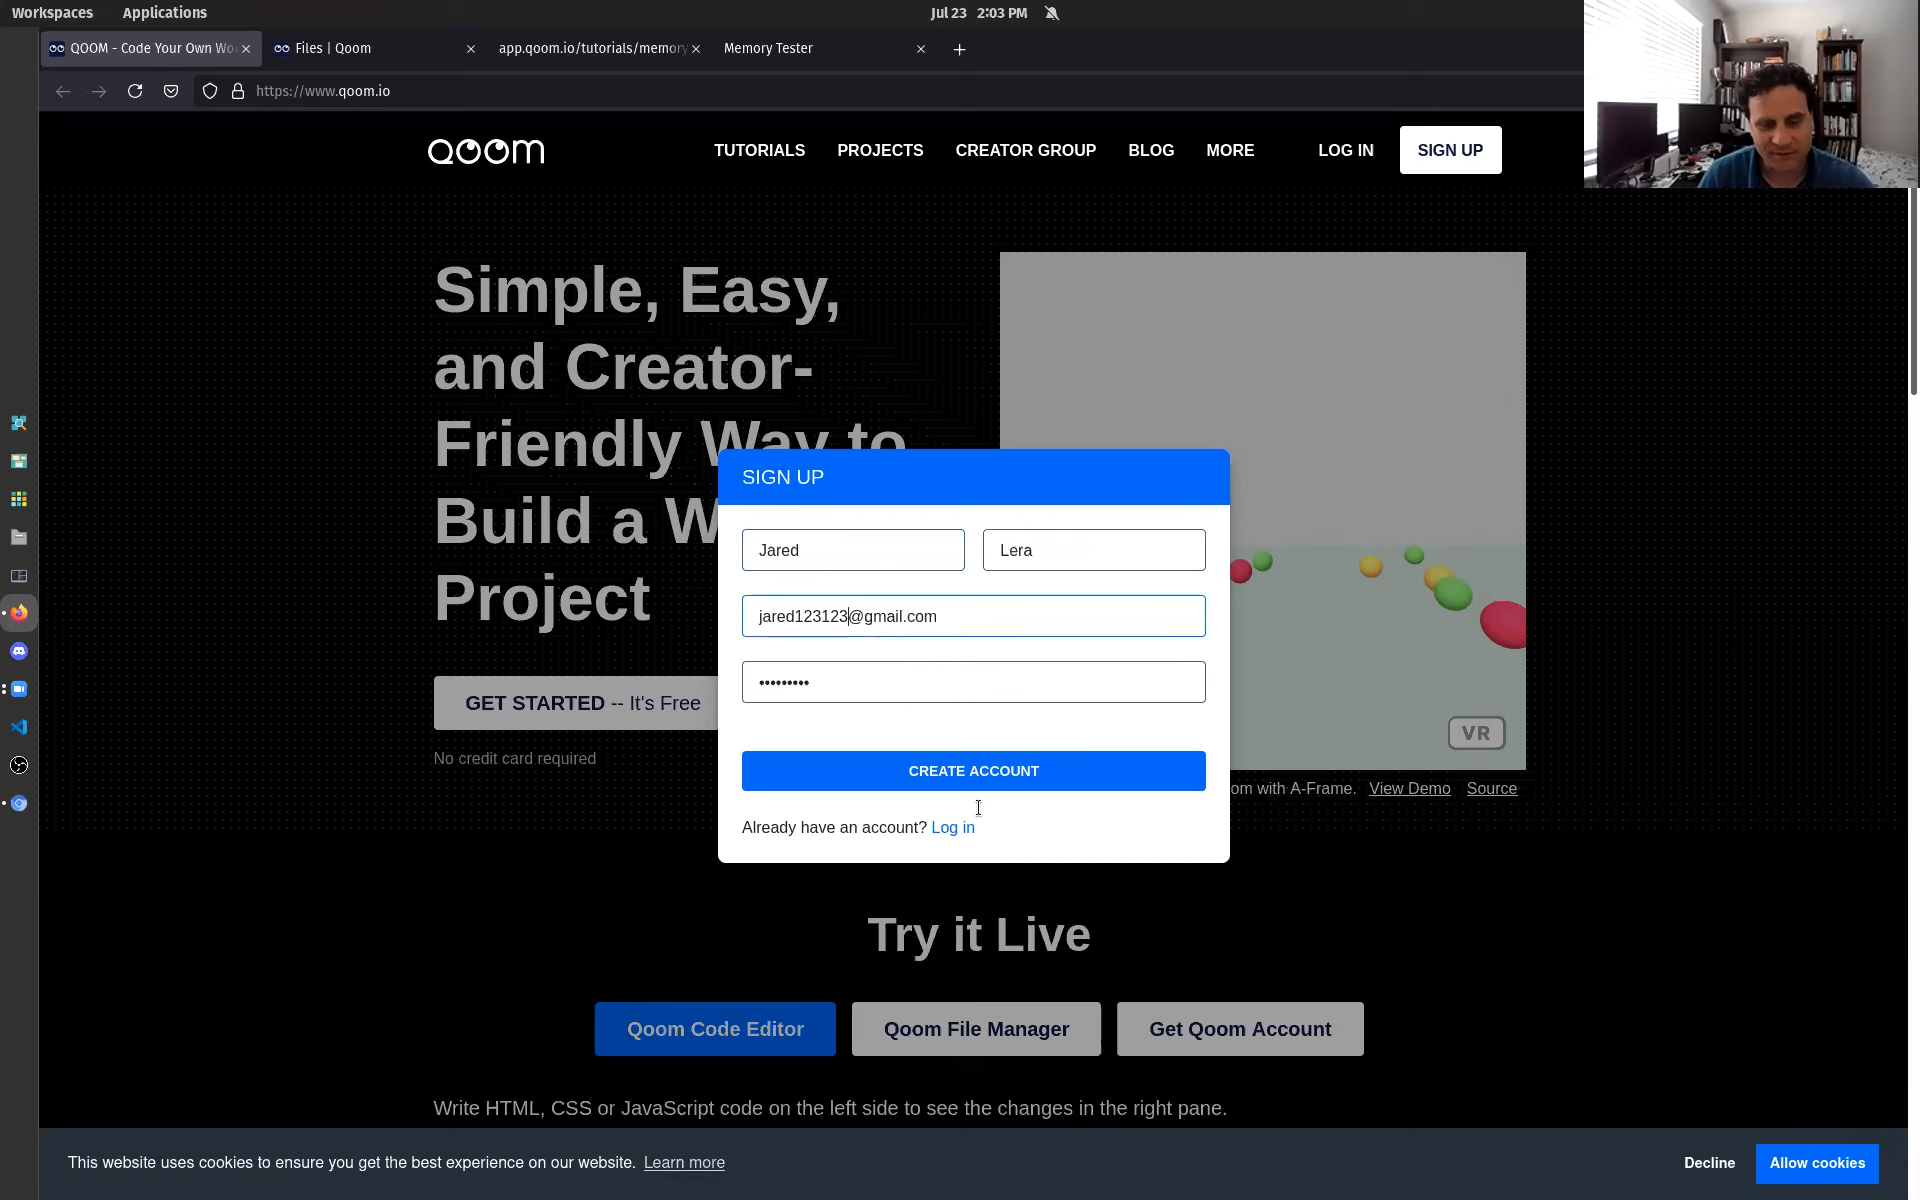 Workspaces Applications Jul 23 2:03 PM
QOOM - Code Your Own Wo Files | Qoom app.qoom.io/tutorials/memory Memory Tester
https://www.qoom.io
QOOM TUTORIALS PROJECTS CREATOR GROUP BLOG MORE LOG IN SIGN UP
Simple, Easy,
and Creator-
Friendly Way to
Build a W
Project
GET STARTED -- It's Free
No credit card required
SIGN UP
Jared Lera
jared123123@gmail.com
•••••••••
CREATE ACCOUNT
Already have an account? Log in
VR
om with A-Frame. View Demo Source
Try it Live
Qoom Code Editor Qoom File Manager Get Qoom Account
Write HTML, CSS or JavaScript code on the left side to see the changes in the right pane.
This website uses cookies to ensure you get the best experience on our website. Learn more Decline Allow cookies